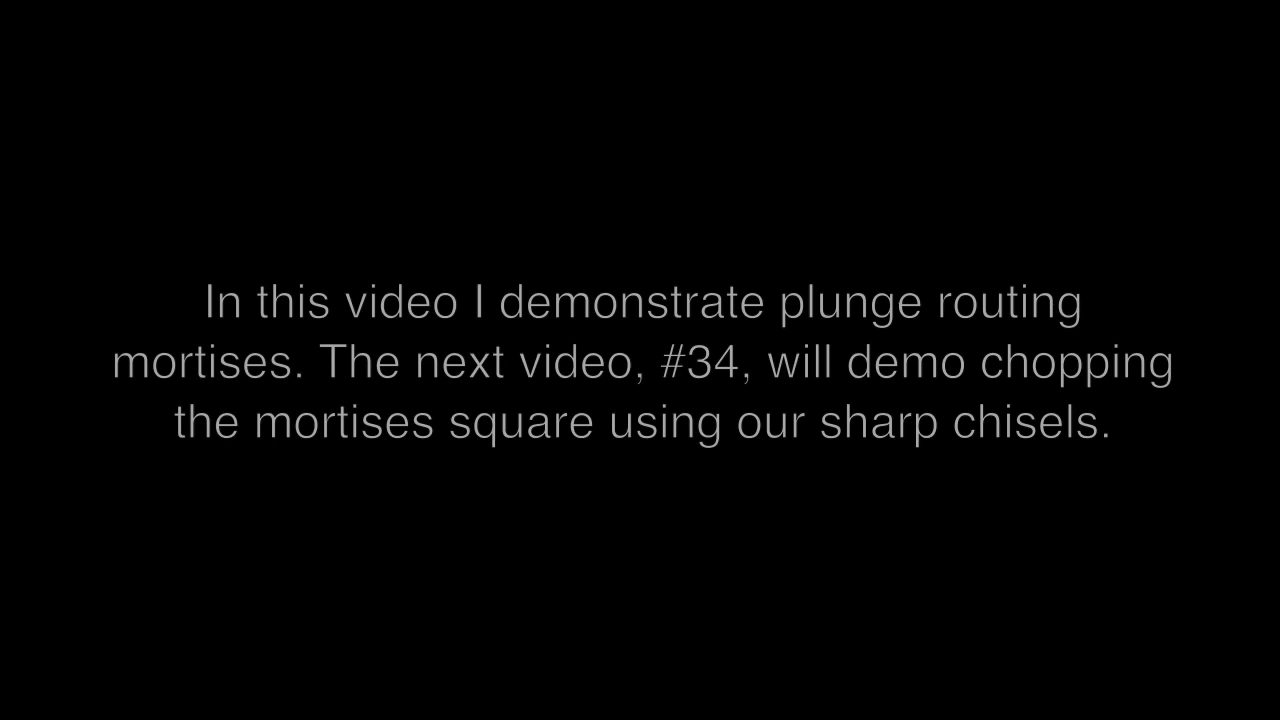 In this video I demonstrate plunge routing
mortises. The next video, #34, will demo chopping
the mortises square using our sharp chisels.